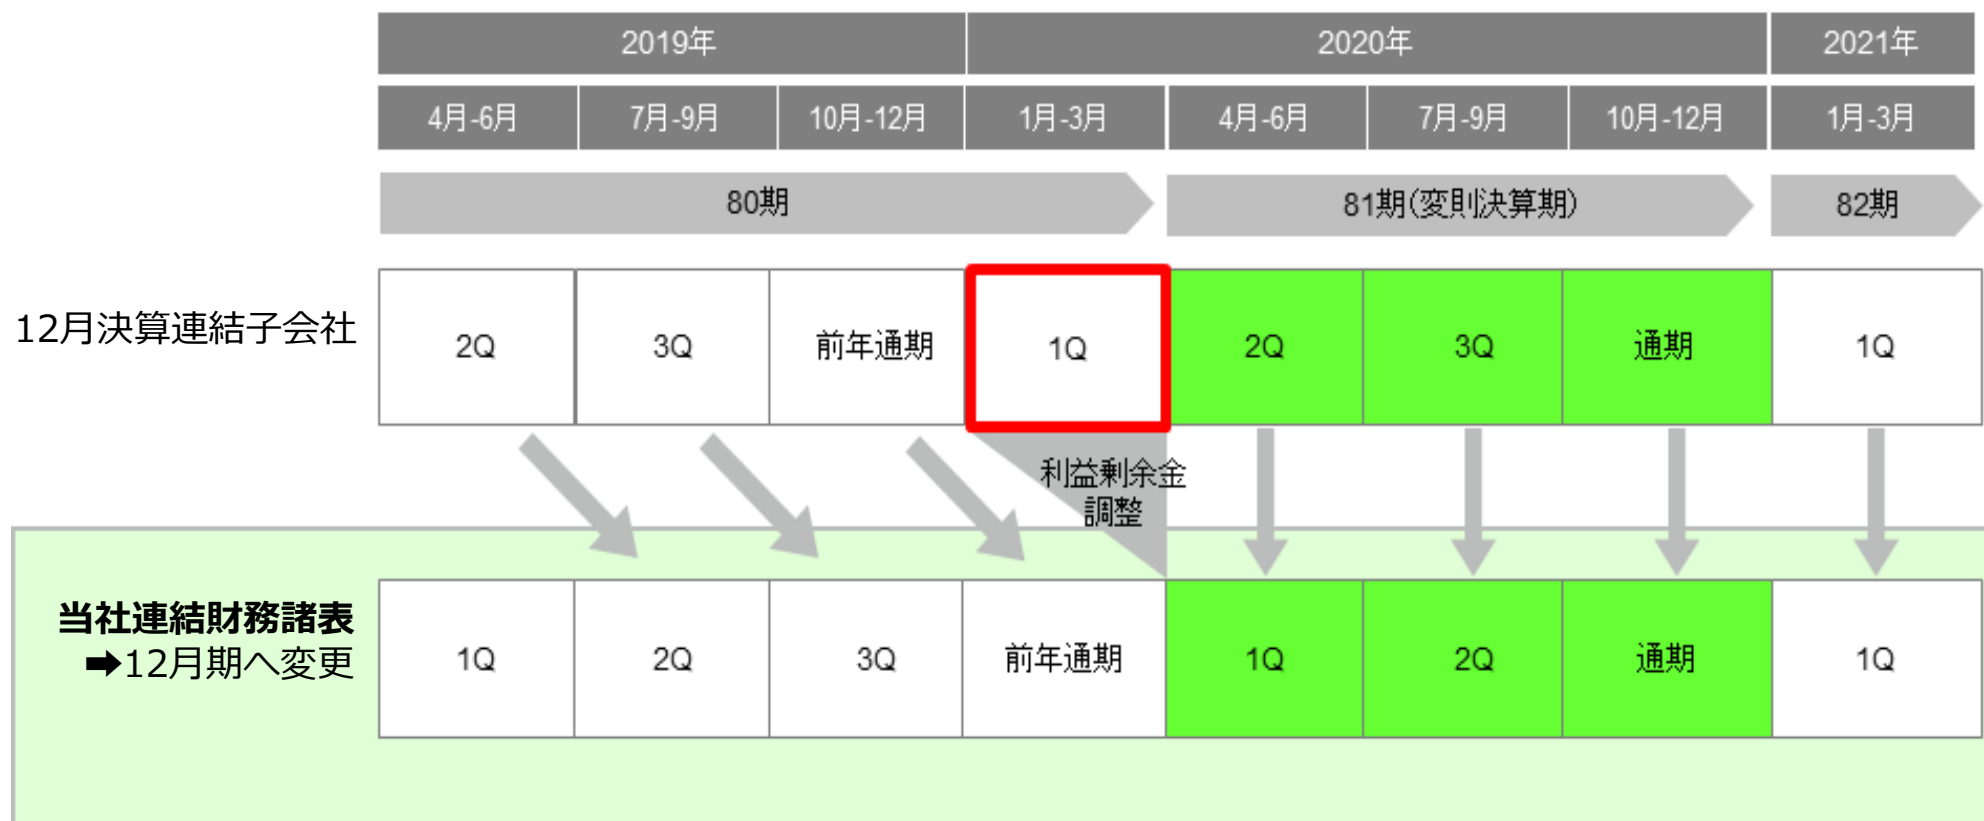 2019年
2020年
2021年
4月-6月
7月-9月
10月-12月
1月-3月
4月-6月
7月-9月
10月-12月
1月-3月
80期
81期(変則決算期)
82期
12月決算連結子会社
2Q
3Q
前年通期
1Q
2Q
3Q
通期
1Q
利益剰余金
調整
当社連結財務諸表
➡12月期へ変更
1Q
2Q
3Q
前年通期
1Q
2Q
通期
1Q